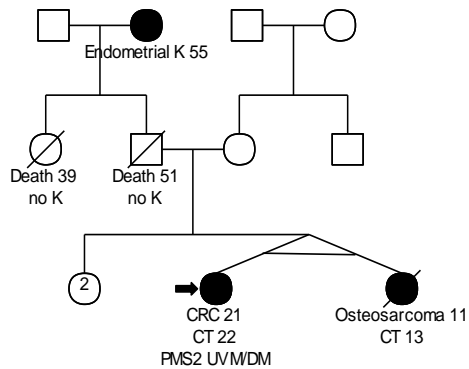 Endometrial K 55
Death 39
no K
Death 51
no K
2
CRC 21
CT 22
PMS2 UVM/DM
Osteosarcoma 11
CT 13